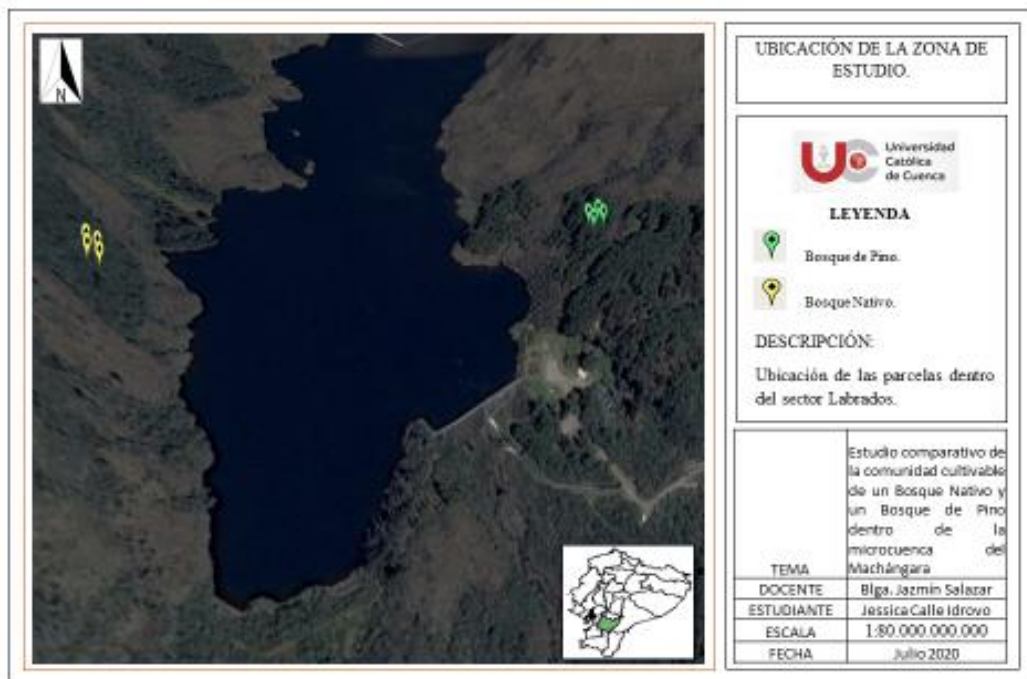 N
UBICACIÓN DE LA ZONA DE
ESTUDIO.
UC
Universidad
Católica
de Cuenca
LEYENDA
Bosque de Pino.
Bosque Nativo.
DESCRIPCIÓN:
Ubicación de las parcelas dentro
del sector Labrados.
Estudio comparativo de
la comunidad cultivable
de un Bosque Nativo y
un Bosque de Pino
dentro de la
microcuenca del
TEMA Machángara
DOCENTE Blga. Jazmín Salazar
ESTUDIANTE Jessica Calle Idrovo
ESCALA 1:80.000.000.000
FECHA Julio 2020